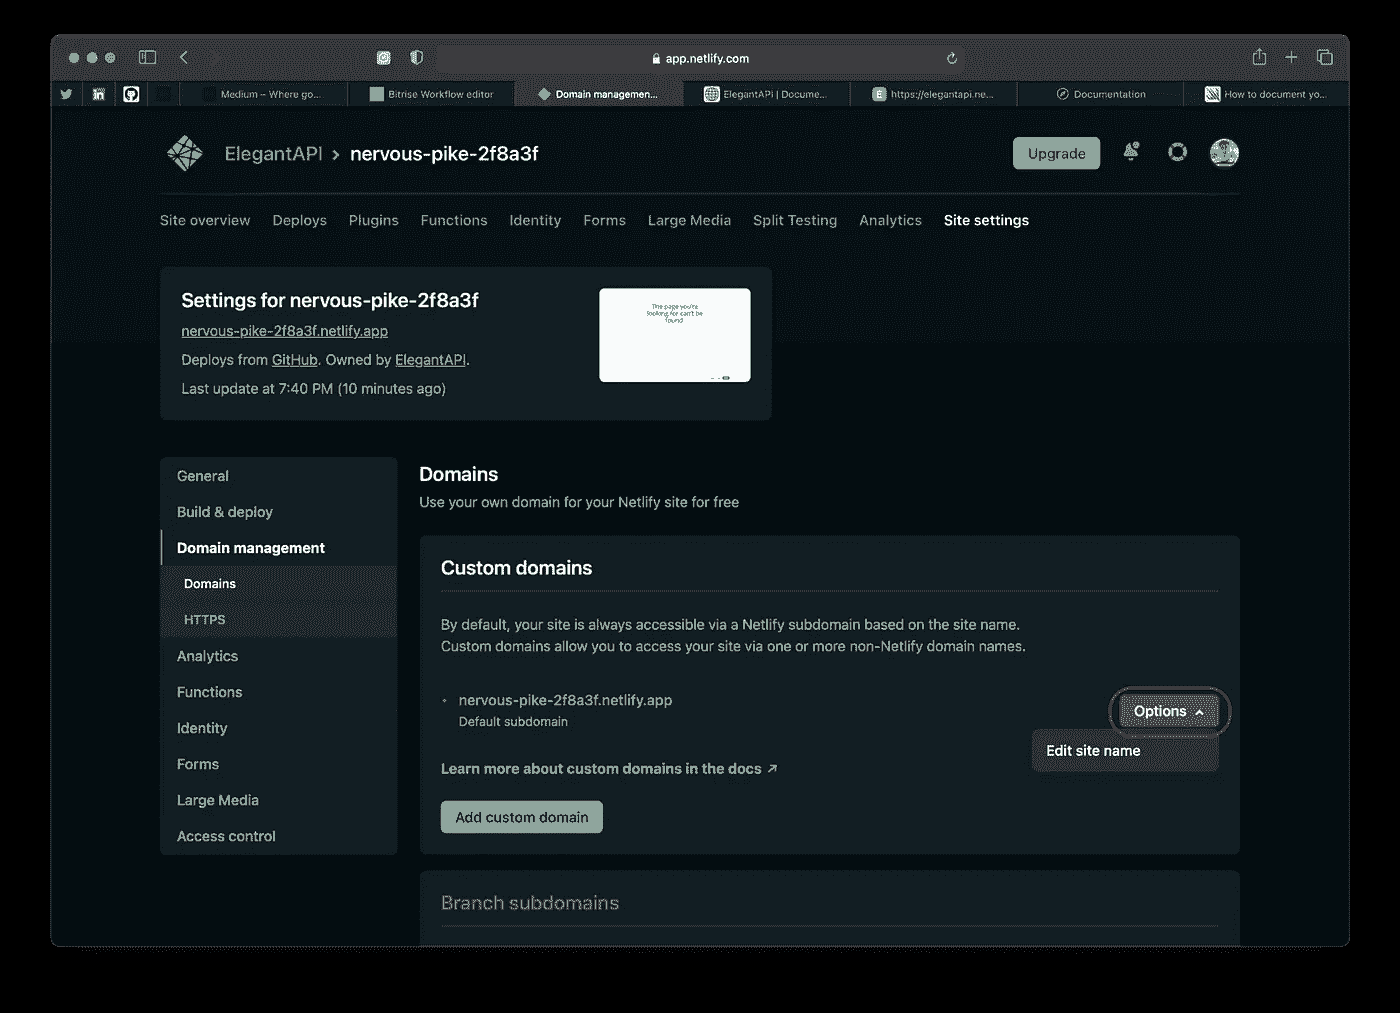 app.netlify.com
Medium – Where go...
Bitrise Workflow editor
Domain managemen...
ElegantAPI | Docume...
E
https://elegantapi.ne...
Documentation
How to document yo...
ElegantAPI › nervous-pike-2f8a3f
Upgrade
Site overview Deploys Plugins Functions Identity Forms Large Media Split Testing Analytics Site settings
Settings for nervous-pike-2f8a3f
nervous-pike-2f8a3f.netlify.app
Deploys from GitHub. Owned by ElegantAPI.
Last update at 7:40 PM (10 minutes ago)
The page you're
looking for can't be
found
General
Build & deploy
Domain management
Domains
HTTPS
Analytics
Functions
Identity
Forms
Large Media
Access control
Domains
Use your own domain for your Netlify site for free
Custom domains
By default, your site is always accessible via a Netlify subdomain based on the site name.
Custom domains allow you to access your site via one or more non-Netlify domain names.
nervous-pike-2f8a3f.netlify.app
Default subdomain
Options
Edit site name
Learn more about custom domains in the docs ↗
Add custom domain
Branch subdomains